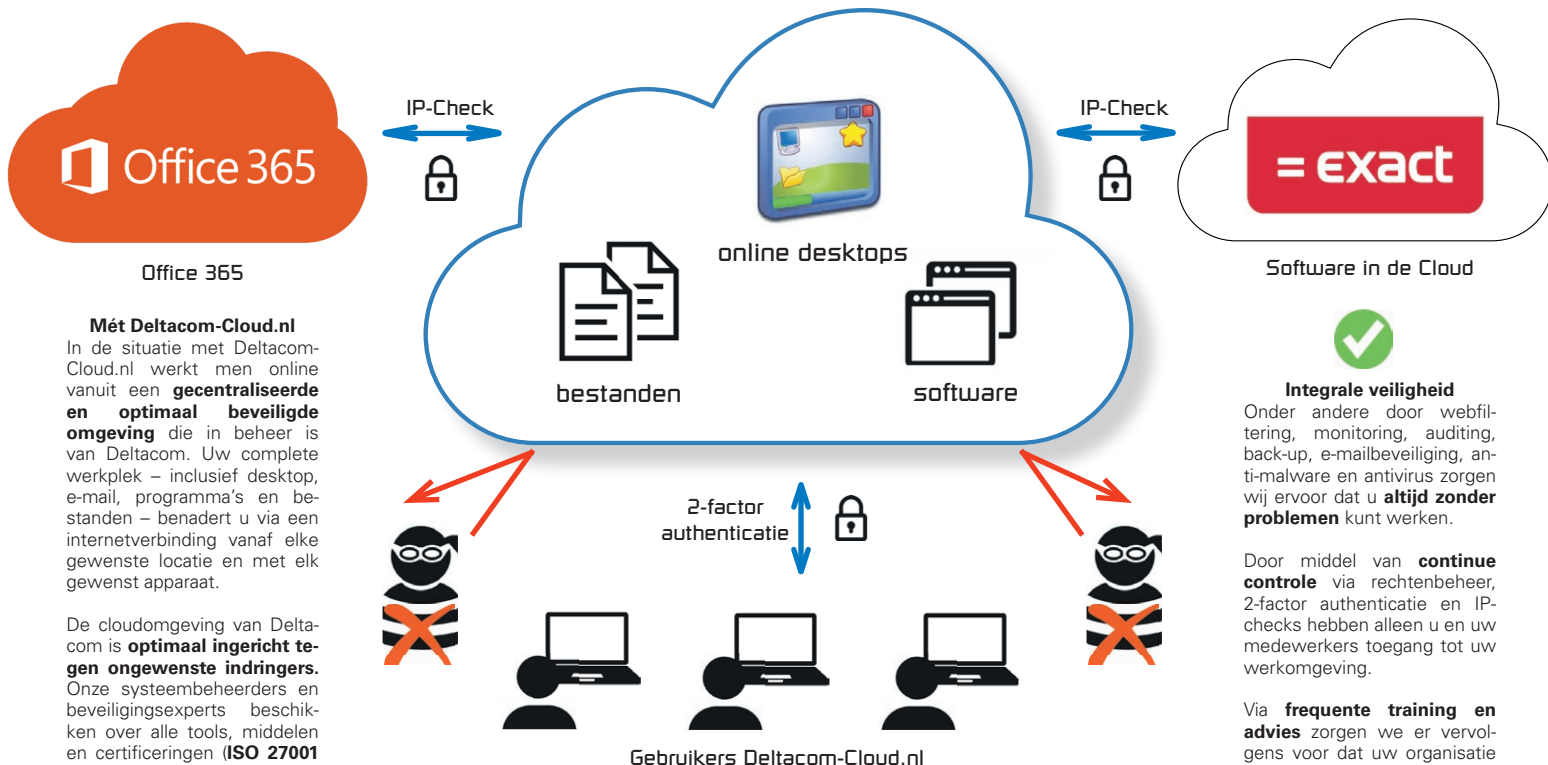 Office 365
Office 365
Mét Deltacom-Cloud.nl
In de situatie met Deltacom-
Cloud.nl werkt men online
vanuit een gecentraliseerde
en optimaal beveiligde
omgeving die in beheer is
van Deltacom. Uw complete
werkplek – inclusief desktop,
e-mail, programma's en be-
standen – benadert u via een
internetverbinding vanaf elke
gewenste locatie en met elk
gewenst apparaat.
De cloudomgeving van Delta-
com is optimaal ingericht te-
gen ongewenste indringers.
Onze systeembeheerders en
beveiligingsexperts beschik-
ken over alle tools, middelen
en certificeringen (ISO 27001
IP-Check
online desktops
bestanden
software
2-factor
authenticatie
Gebruikers Deltacom-Cloud.nl
IP-Check
= exact
Software in de Cloud
Integrale veiligheid
Onder andere door webfil-
tering, monitoring, auditing,
back-up, e-mailbeveiliging, an-
ti-malware en antivirus zorgen
wij ervoor dat u altijd zonder
problemen kunt werken.
Door middel van continue
controle via rechtenbeheer,
2-factor authenticatie en IP-
checks hebben alleen u en uw
medewerkers toegang tot uw
werkomgeving.
Via frequente training en
advies zorgen we er vervol-
gens voor dat uw organisatie